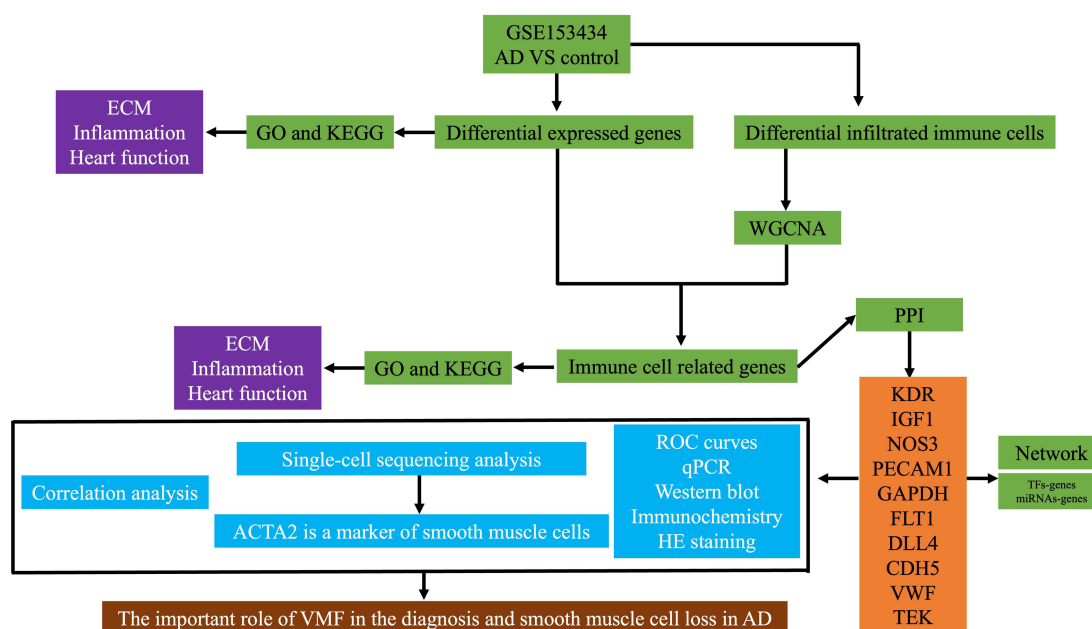 GSE153434
AD VS control
ECM
Inflammation
Heart function
GO and KEGG
Differential expressed genes
Differential infiltrated immune cells
WGCNA
PPI
ECM
Inflammation
Heart function
GO and KEGG
Immune cell related genes
KDR
IGF1
NOS3
PECAM1
GAPDH
FLT1
DLL4
CDH5
VWF
TEK
Network
TFs-genes
miRNAs-genes
Correlation analysis
Single-cell sequencing analysis
ACTA2 is a marker of smooth muscle cells
ROC curves
qPCR
Western blot
Immunochemistry
HE staining
The important role of VMF in the diagnosis and smooth muscle cell loss in AD